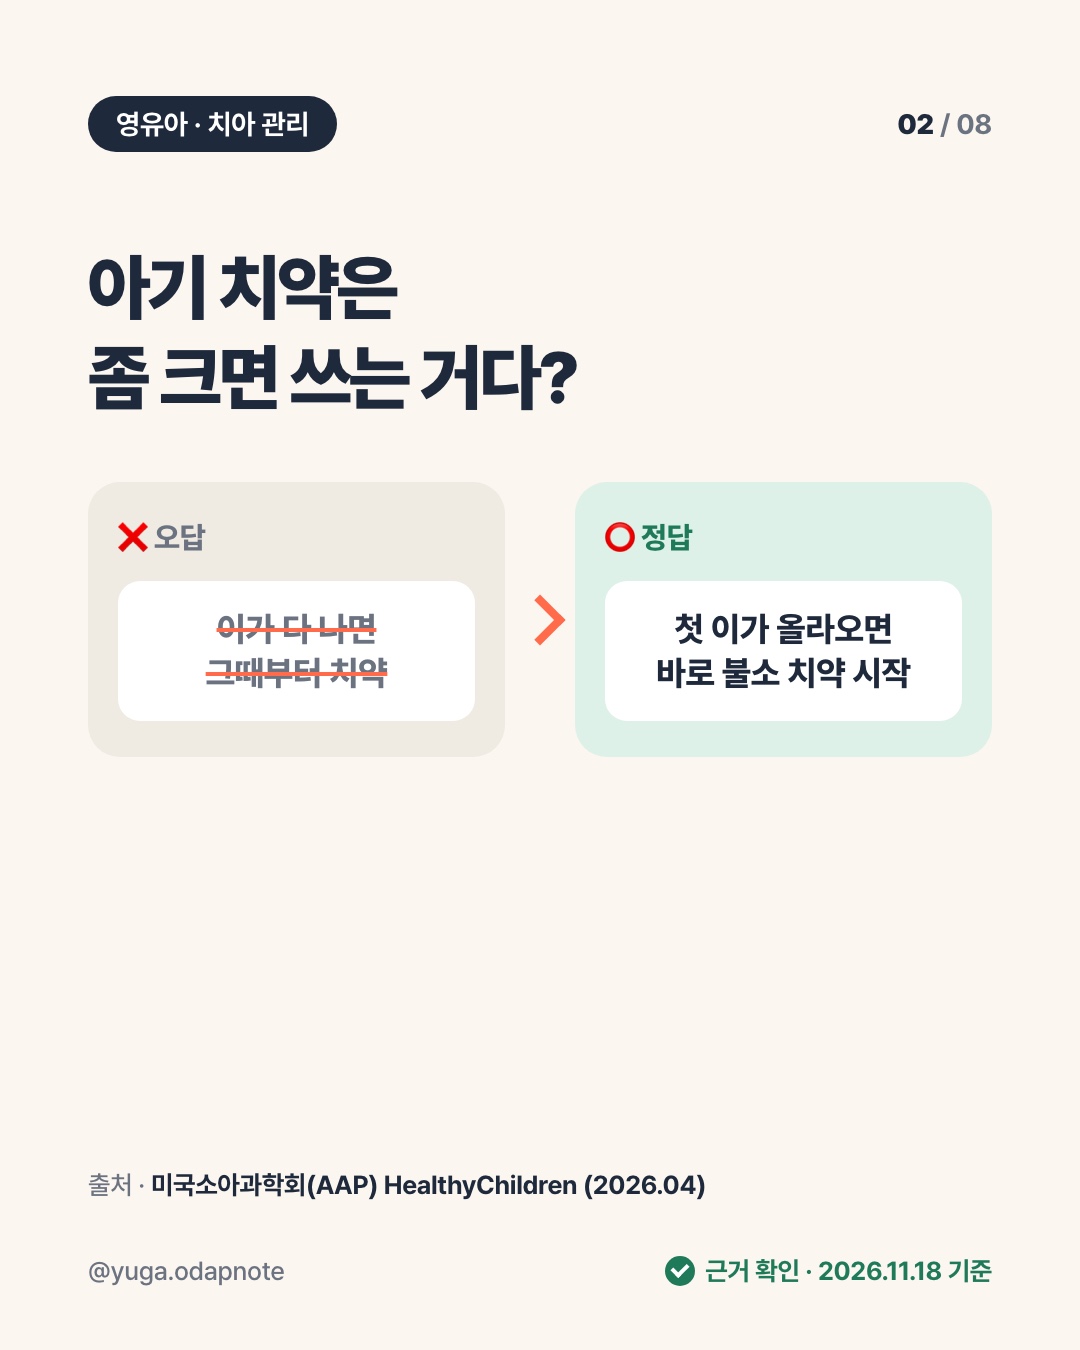 영유아 · 치아 관리
02 / 08
아기 치약은
좀 크면 쓰는 거다?
❌ 오답
이가 다 나면
그때부터 치약
⭕ 정답
첫 이가 올라오면
바로 불소 치약 시작
출처 · 미국소아과학회(AAP) HealthyChildren (2026.04)
@yuga.odapnote
근거 확인 · 2026.11.18 기준